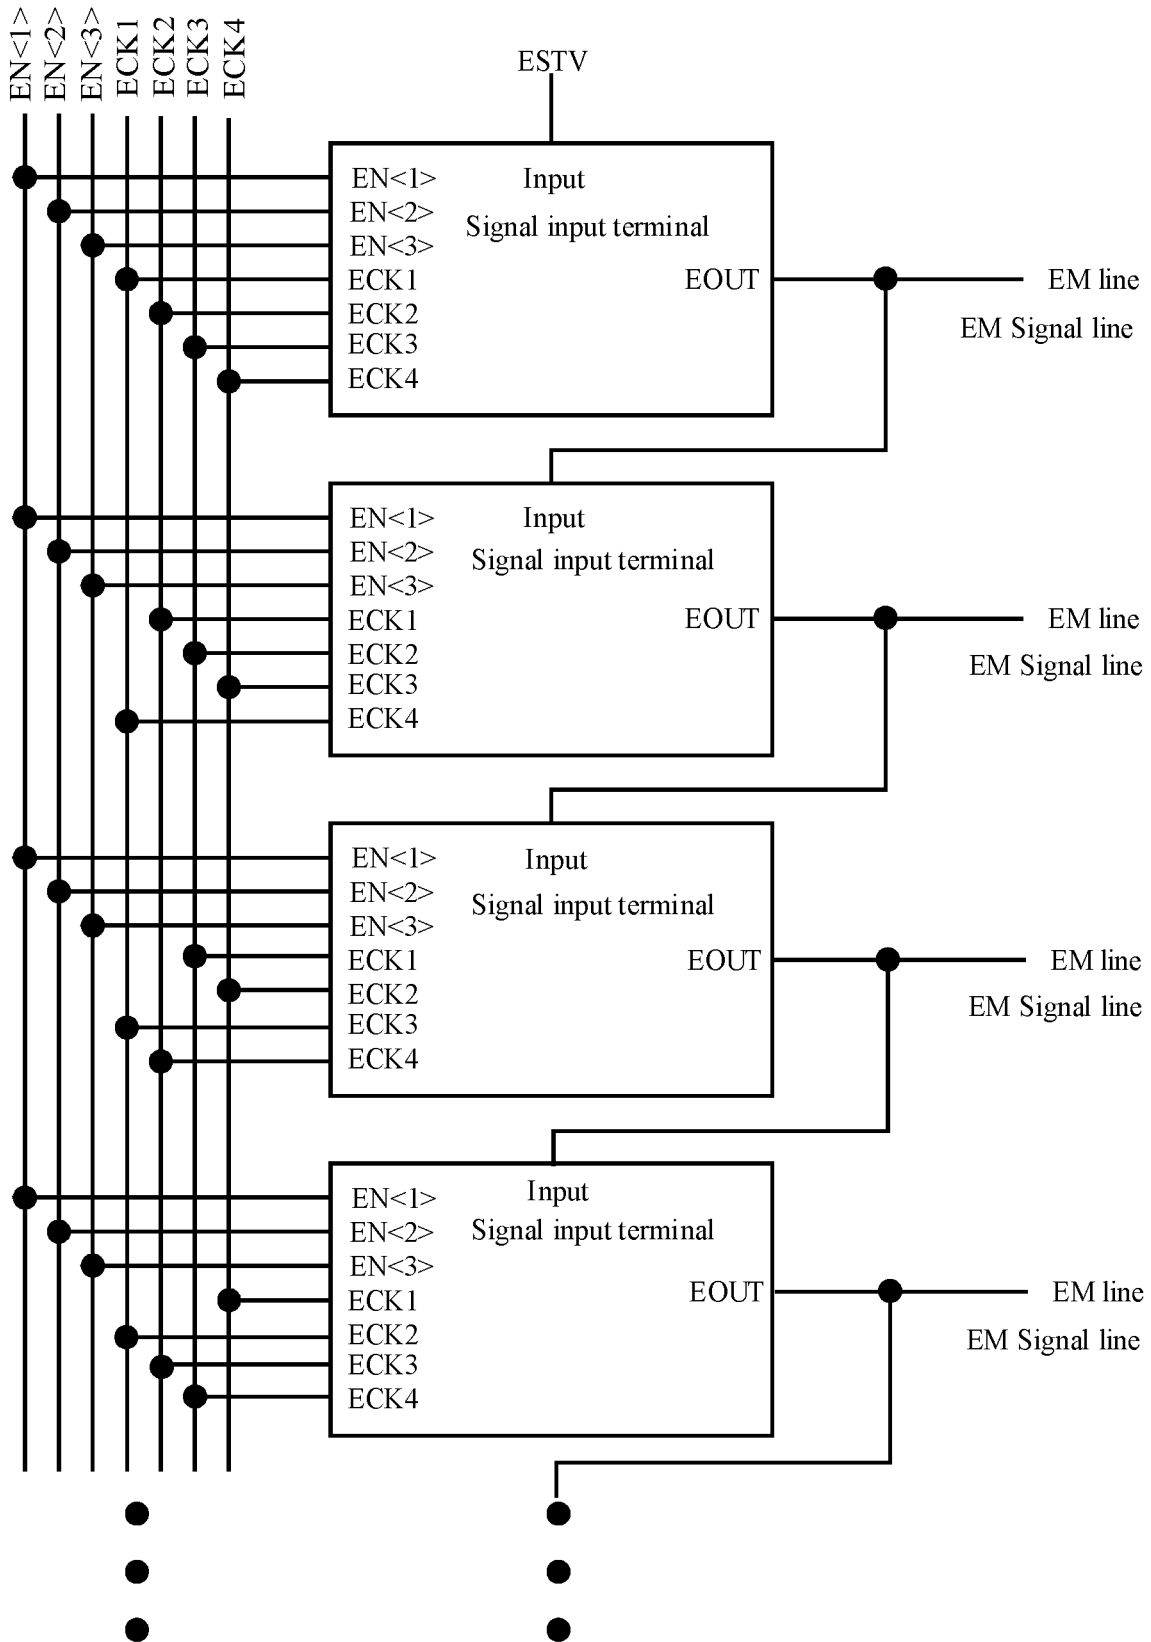 EN<1>
EN<2>
EN<3>
ECK1
ECK2
ECK3
ECK4
ESTV
EN<1> Input
EN<2>
Signal input terminal
EN<3>
ECK1 EOUT EM line
ECK2
EM Signal line
ECK3
ECK4
EN<1> Input
EN<2>
Signal input terminal
EN<3>
ECK1 EOUT EM line
ECK2
EM Signal line
ECK3
ECK4
EN<1> Input
EN<2>
Signal input terminal
EN<3>
ECK1 EOUT EM line
ECK2
EM Signal line
ECK3
ECK4
EN<1> Input
EN<2> Signal input terminal
EN<3>
ECK1 EOUT EM line
ECK2
EM Signal line
ECK3
ECK4